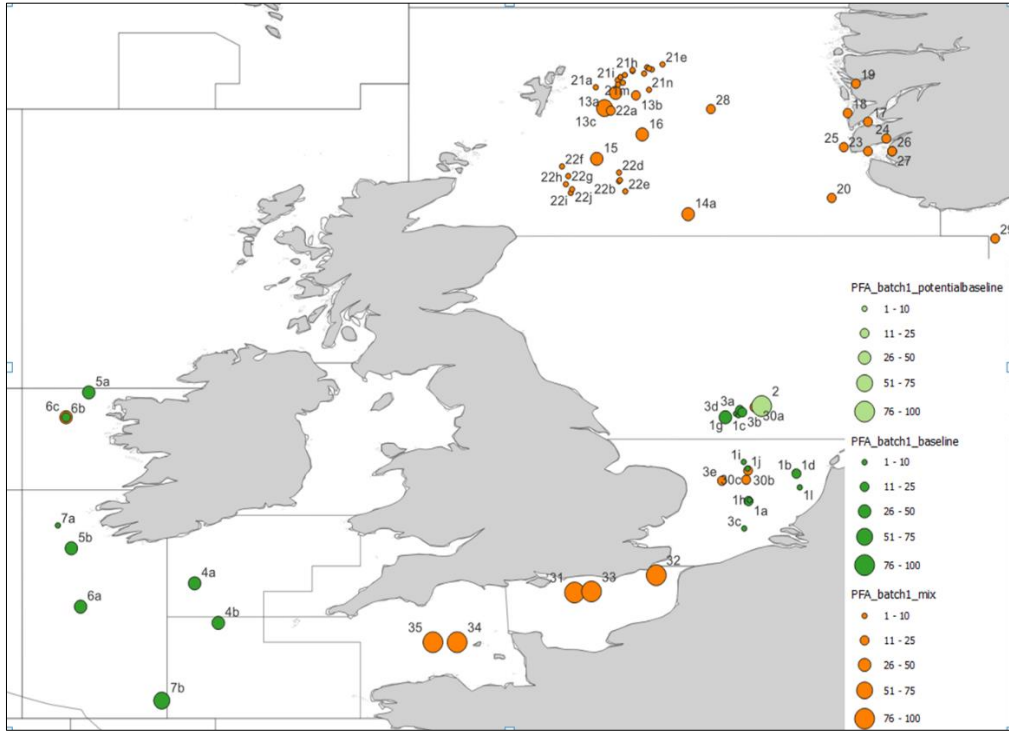 21h
21e
21i
21a
21n
21m
13a
13b
22a
13c
28
16
15
22f
22g
22h
22d
22b
22e
22i
22j
14a
19
18
17
24
25
23
26
27
20
29
5a
6c
6b
2
3a
3d
3b
30a
1g
1c
1i
1j
1b
1d
3e
30c
30b
1l
1h
1a
3c
7a
5b
4a
6a
4b
7b
32
31
33
35
34
PFA_batch1_potentialbaseline
1 - 10
11 - 25
26 - 50
51 - 75
76 - 100
PFA_batch1_baseline
1 - 10
11 - 25
26 - 50
51 - 75
76 - 100
PFA_batch1_mix
1 - 10
11 - 25
26 - 50
51 - 75
76 - 100